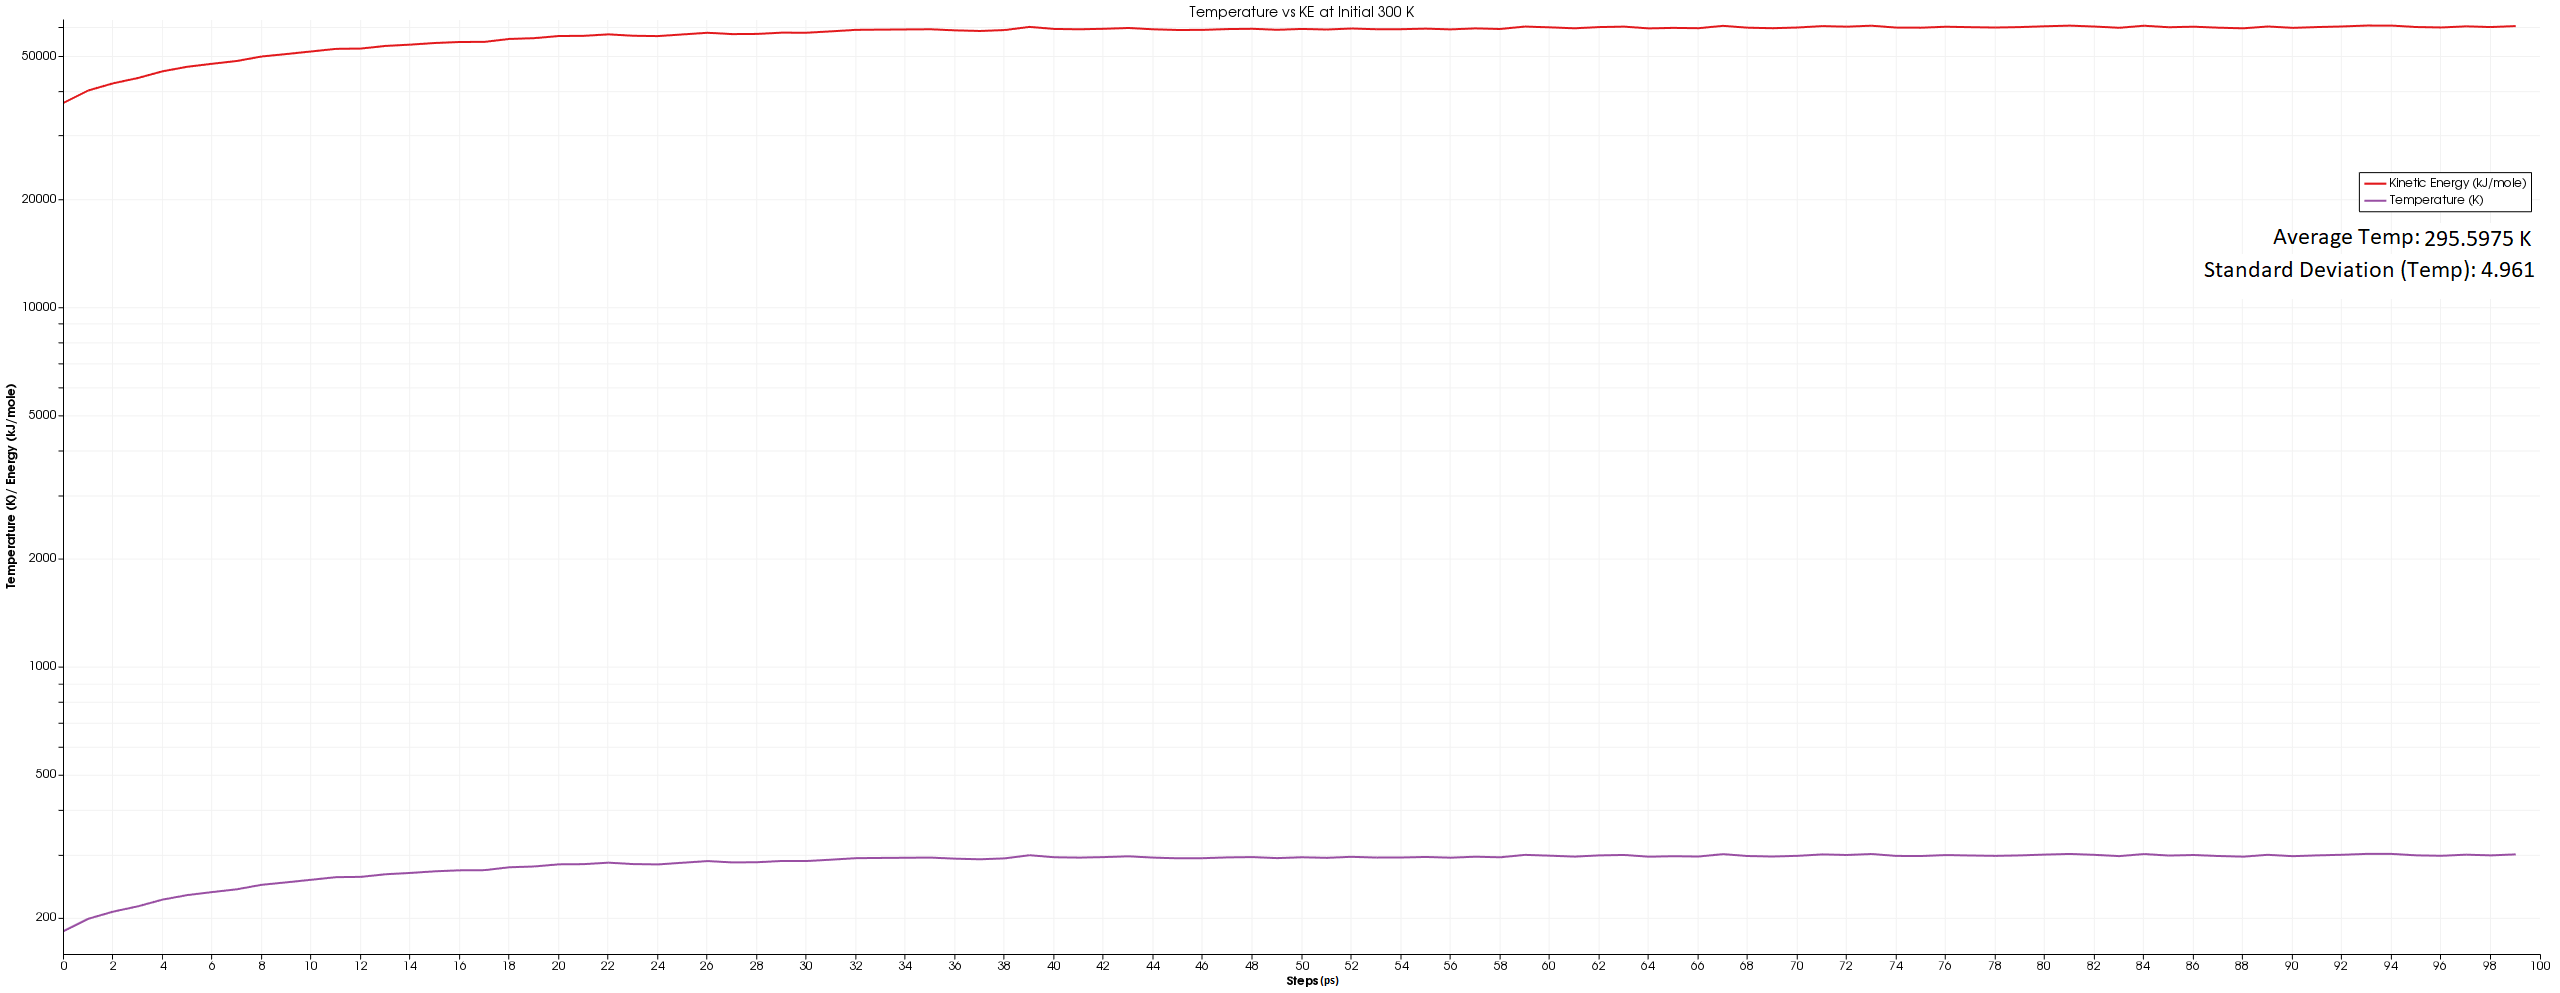 Temperature vs KE at Initial 300 K
50000
20000
10000
5000
2000
1000
500
200
Temperature (K)/ Energy (kJ/mole)
Kinetic Energy (kJ/mole)
Temperature (K)
Average Temp: 295.5975 K
Standard Deviation (Temp): 4.961
0 2 4 6 8 10 12 14 16 18 20 22 24 26 28 30 32 34 36 38 40 42 44 46 48 50 52 54 56 58 60 62 64 66 68 70 72 74 76 78 80 82 84 86 88 90 92 94 96 98 100
Steps (ps)